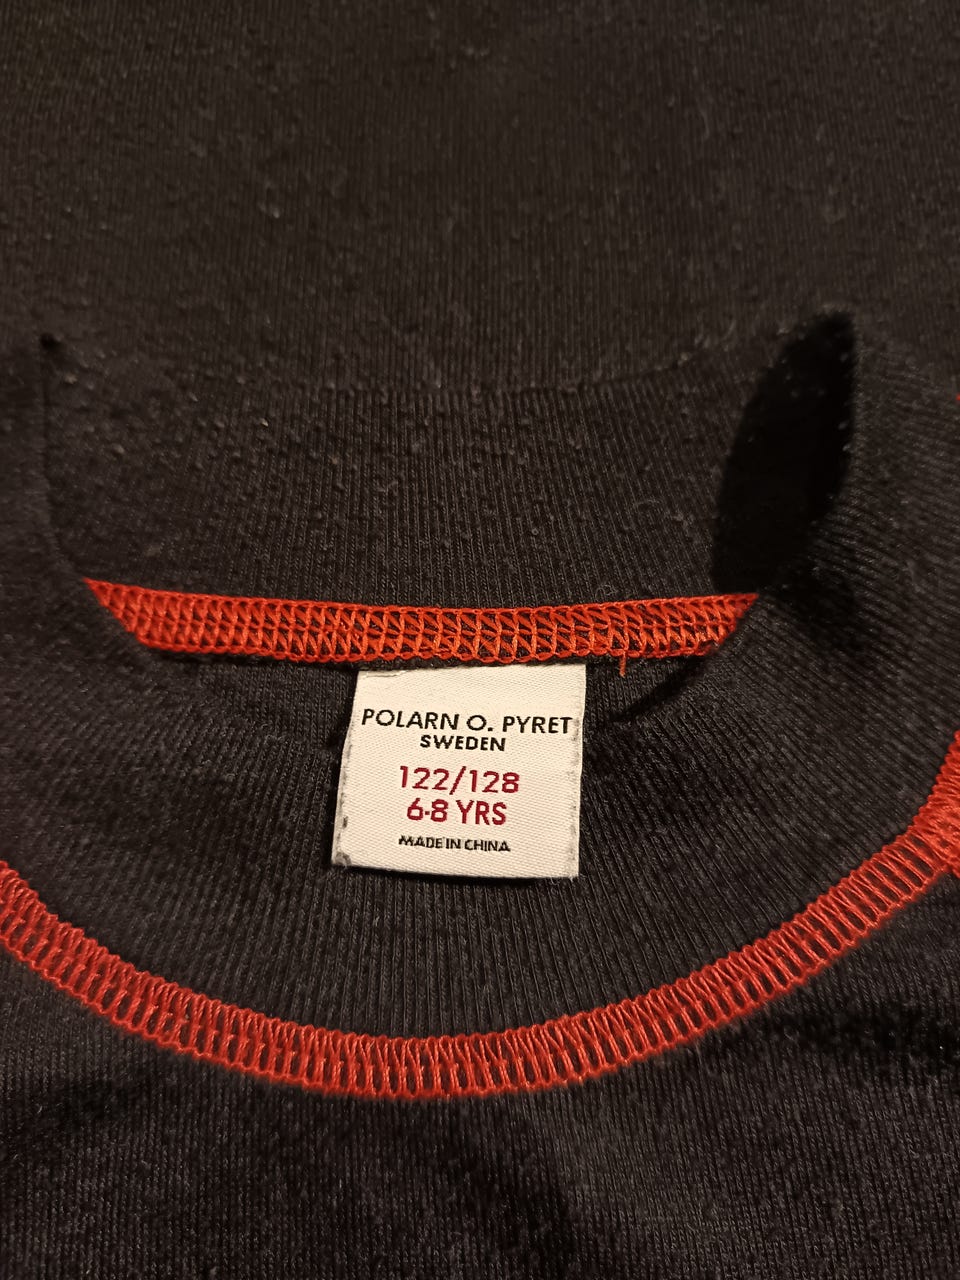 POLARN O. PYRET
SWEDEN
122/128
6-8 YRS
MADE IN CHINA